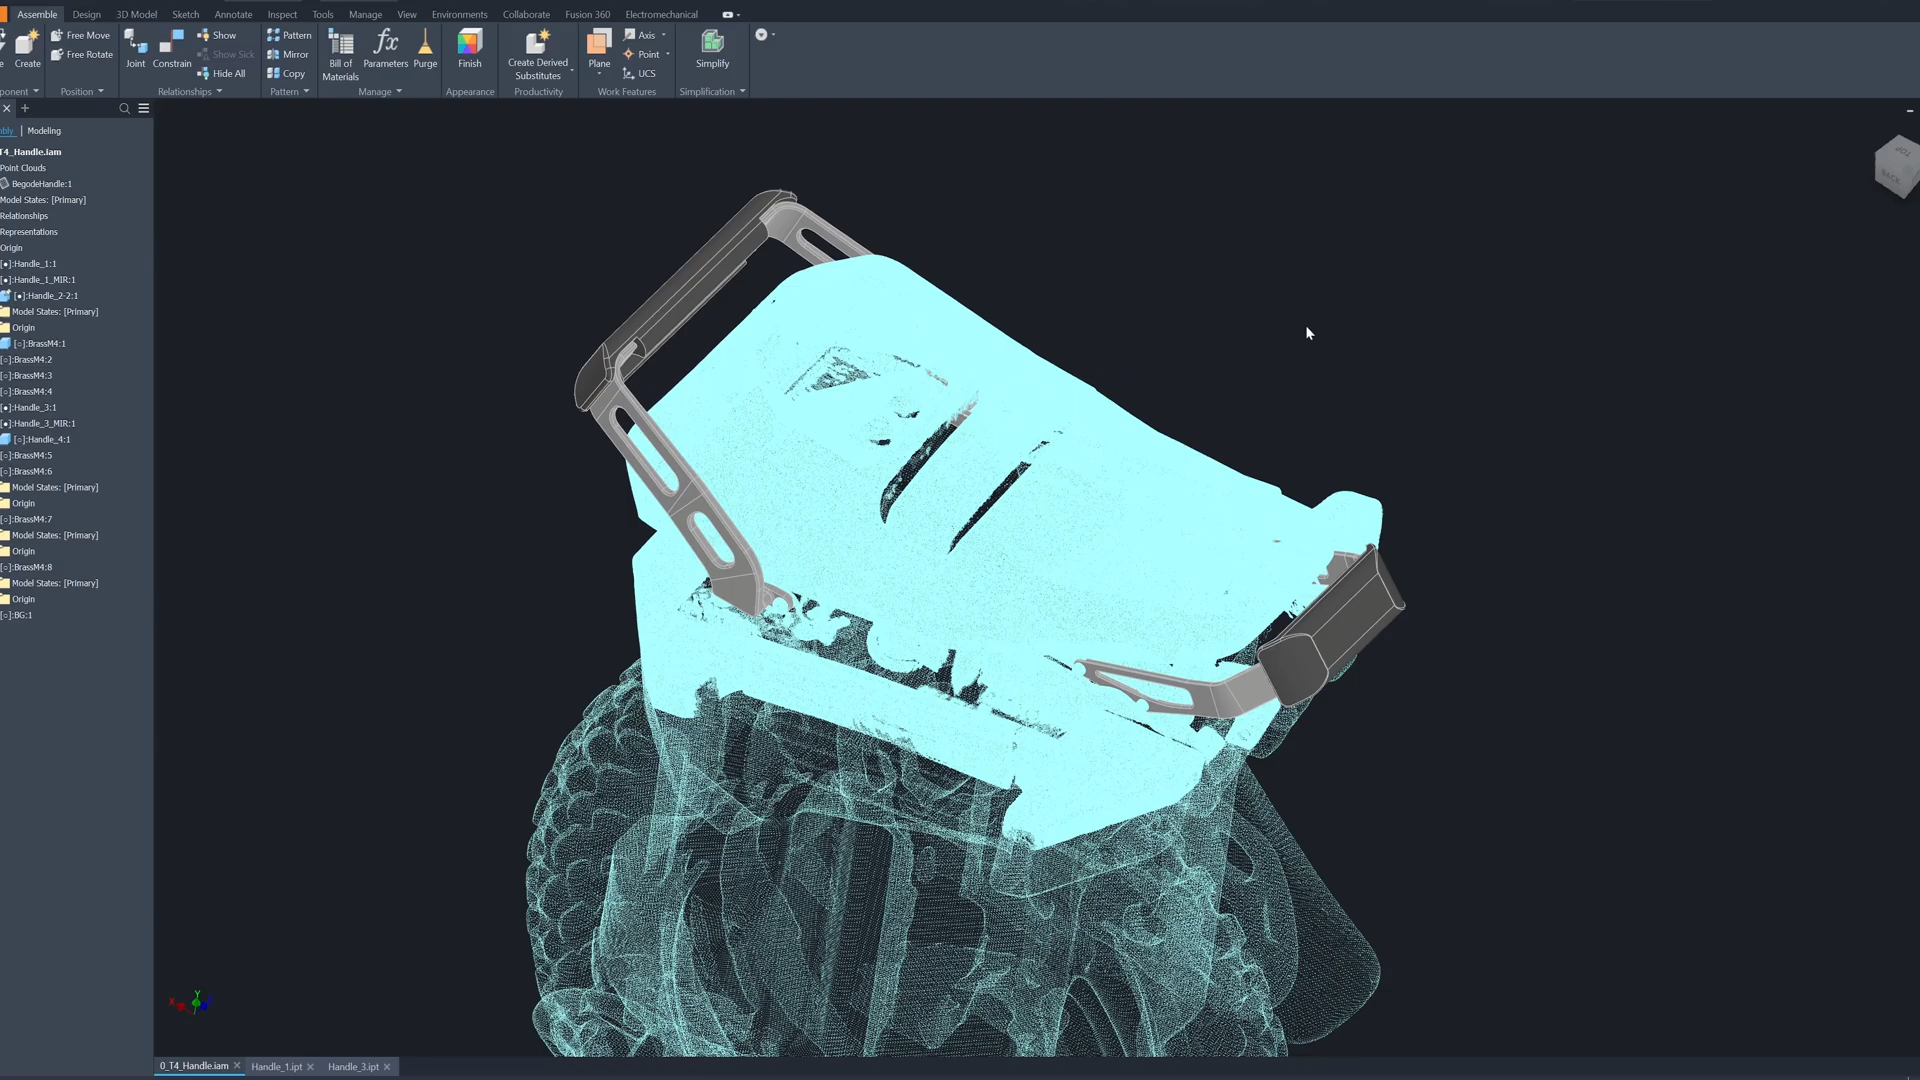 Assemble Design 3D Model Sketch Annotate Inspect Tools Manage View Environments Collaborate Fusion 360 Electromechanical
Free Move
Free Rotate
Create
Joint
Constrain
Show
Show Sick
Hide All
Pattern
Mirror
Copy
Bill of
Materials
Parameters
Purge
Finish
Create Derived
Substitutes
Plane
Axis
Point
UCS
Simplify
ponent Position Relationships Pattern Manage Appearance Productivity Work Features Simplification
bly | Modeling
T4_Handle.iam
Point Clouds
BegodeHandle:1
Model States: [Primary]
Relationships
Representations
Origin
[●]:Handle_1:1
[●]:Handle_1_MIR:1
[●]:Handle_2-2:1
Model States: [Primary]
Origin
[○]:BrassM4:1
[○]:BrassM4:2
[○]:BrassM4:3
[○]:BrassM4:4
[●]:Handle_3:1
[●]:Handle_3_MIR:1
[○]:Handle_4:1
[○]:BrassM4:5
[○]:BrassM4:6
Model States: [Primary]
Origin
[○]:BrassM4:7
Model States: [Primary]
Origin
[○]:BrassM4:8
Model States: [Primary]
Origin
[○]:BG:1
TOP
BACK
X
Y
0_T4_Handle.iam Handle_1.ipt Handle_3.ipt